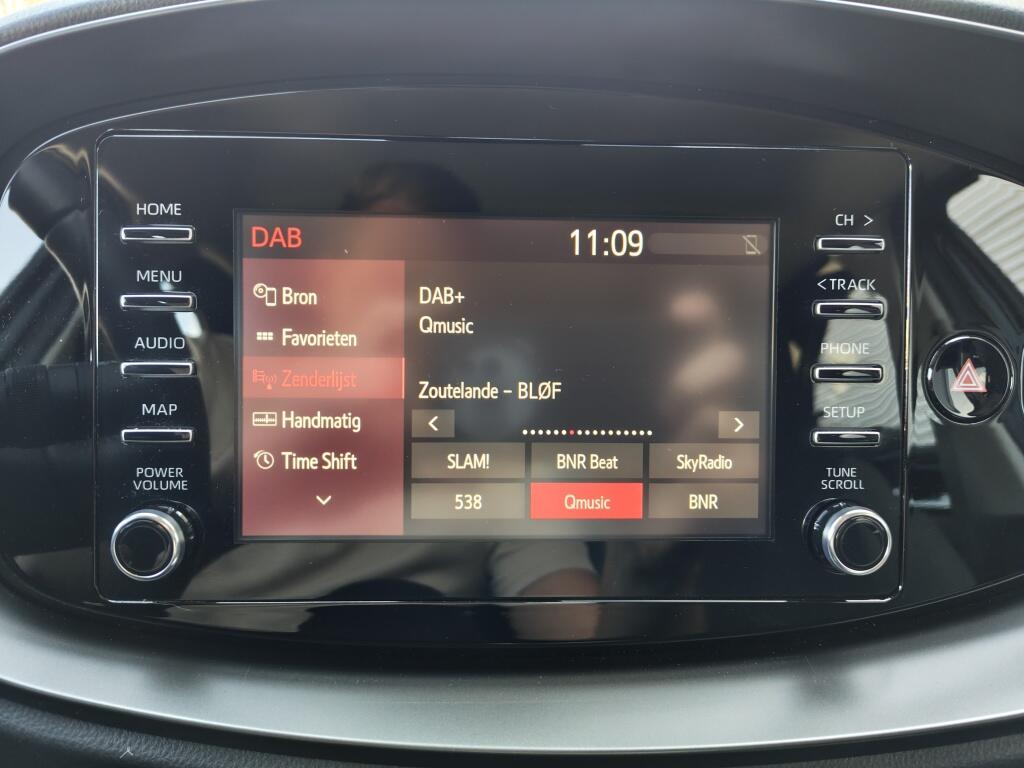 HOME
MENU
AUDIO
MAP
POWER
VOLUME
DAB
11:09
Bron
Favorieten
Zenderlijst
Handmatig
Time Shift
DAB+
Qmusic
Zoutelande – BLØF
<
>
SLAM!
BNR Beat
SkyRadio
538
Qmusic
BNR
CH >
<TRACK
PHONE
SETUP
TUNE
SCROLL